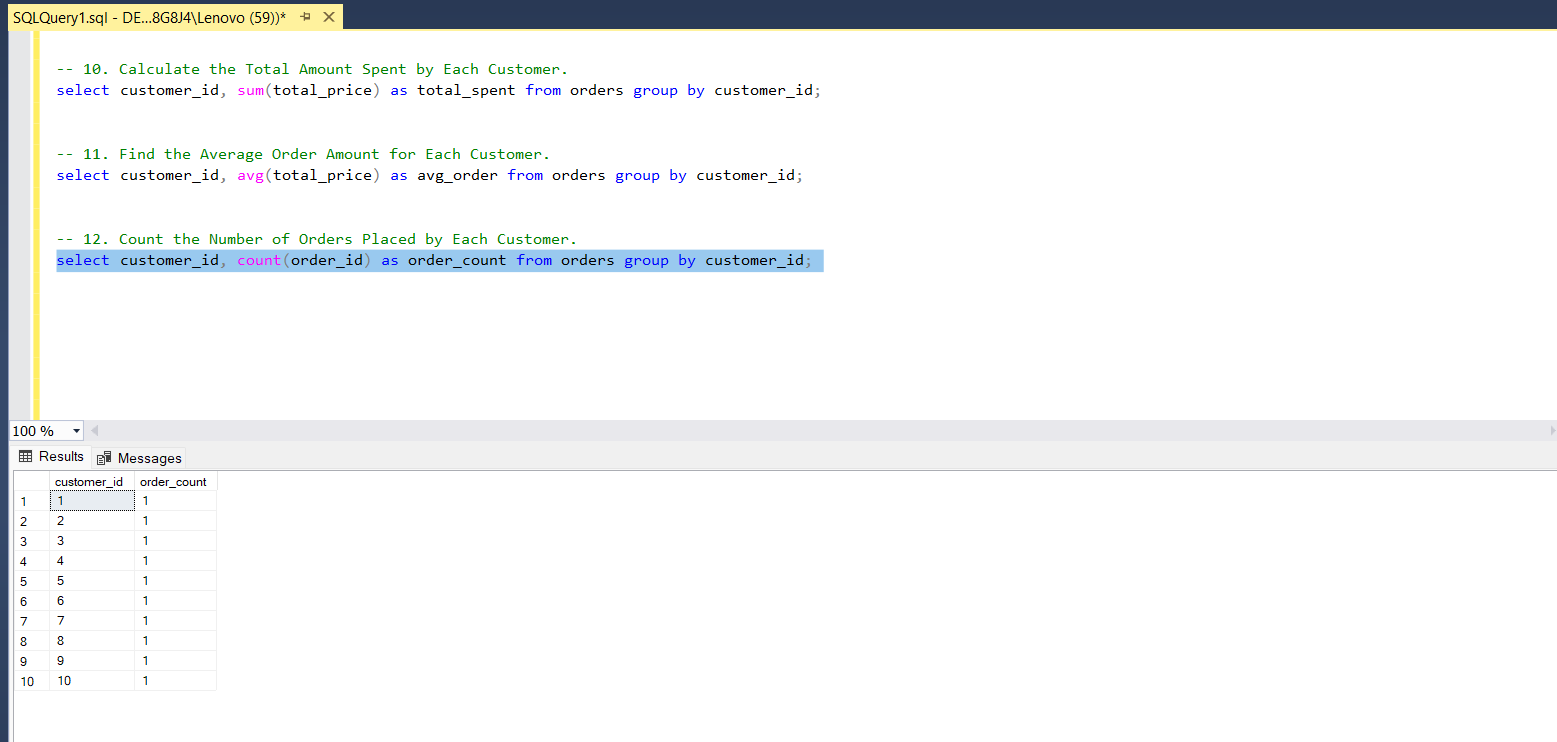 SQLQuery1.sql - DE...8G8J4\Lenovo (59))*
-- 10. Calculate the Total Amount Spent by Each Customer.
select customer_id, sum(total_price) as total_spent from orders group by customer_id;
-- 11. Find the Average Order Amount for Each Customer.
select customer_id, avg(total_price) as avg_order from orders group by customer_id;
-- 12. Count the Number of Orders Placed by Each Customer.
select customer_id, count(order_id) as order_count from orders group by customer_id;
100 %
Results Messages
customer_id order_count
1 1 1
2 2 1
3 3 1
4 4 1
5 5 1
6 6 1
7 7 1
8 8 1
9 9 1
10 10 1